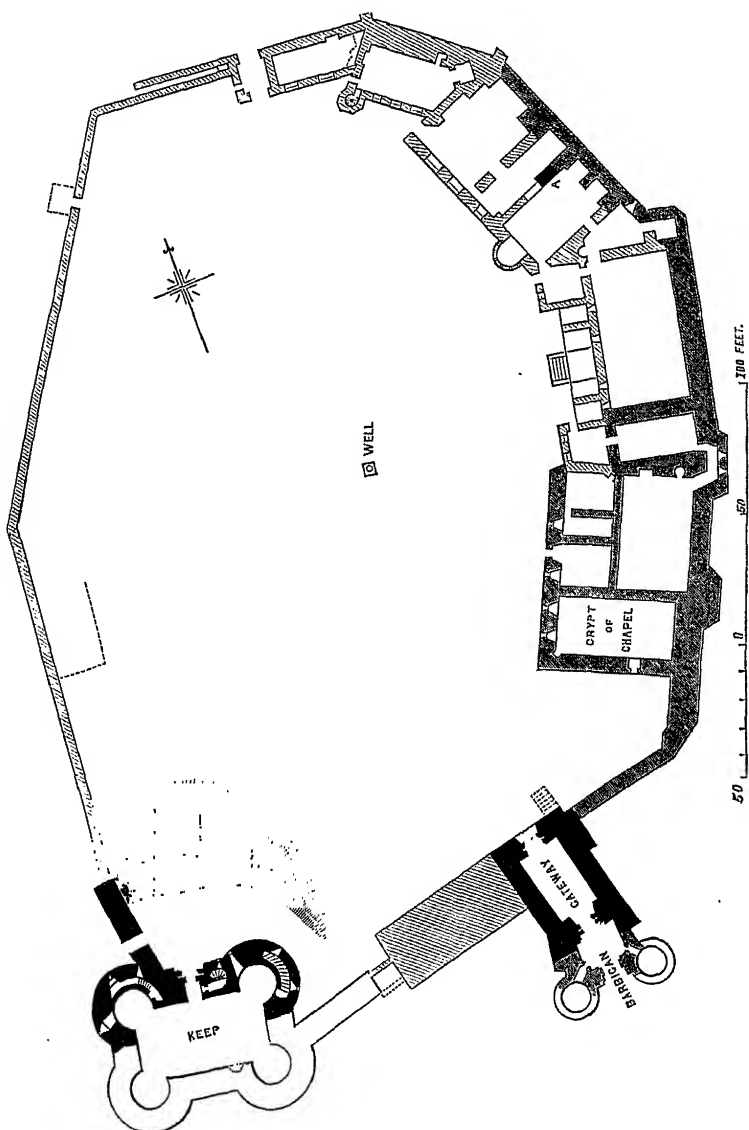 A
WELL
CRYPT
OF
CHAPEL
GATEWAY
BARBICAN
KEEP
50 0 50 100 FEET.